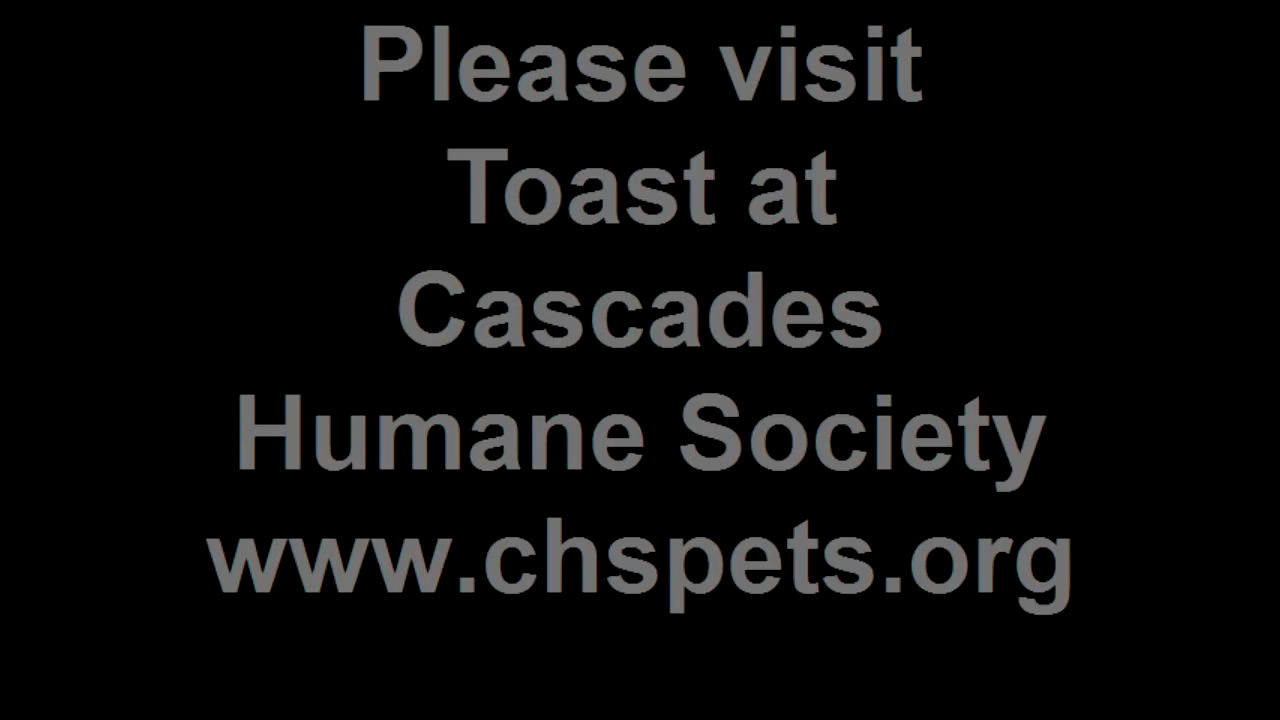 Please visit
Toast at
Cascades
Humane Society
www.chspets.org